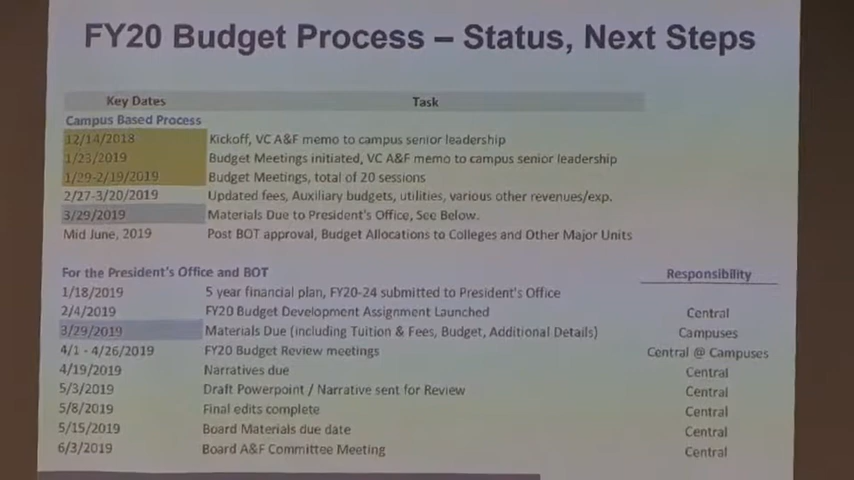 FY20 Budget Process – Status, Next Steps
Key Dates Task
Campus Based Process
12/14/2018 Kickoff, VC A&F memo to campus senior leadership
1/23/2019 Budget Meetings initiated, VC A&F memo to campus senior leadership
1/29-2/19/2019 Budget Meetings, total of 20 sessions
2/27-3/20/2019 Updated fees, Auxiliary budgets, utilities, various other revenues/exp.
3/29/2019 Materials Due to President's Office, See Below.
Mid June, 2019 Post BOT approval, Budget Allocations to Colleges and Other Major Units
For the President's Office and BOT Responsibility
1/18/2019 5 year financial plan, FY20-24 submitted to President's Office
2/4/2019 FY20 Budget Development Assignment Launched Central
3/29/2019 Materials Due (including Tuition & Fees, Budget, Additional Details) Campuses
4/1 - 4/26/2019 FY20 Budget Review meetings Central @ Campuses
4/19/2019 Narratives due Central
5/3/2019 Draft Powerpoint / Narrative sent for Review Central
5/8/2019 Final edits complete Central
5/15/2019 Board Materials due date Central
6/3/2019 Board A&F Committee Meeting Central